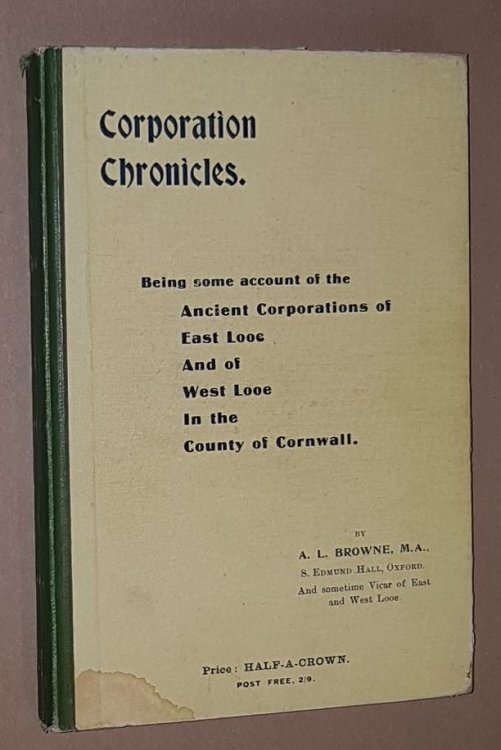 Corporation
Chronicles.
Being some account of the
Ancient Corporations of
East Looe
And of
West Looe
In the
County of Cornwall.
BY
A. L. BROWNE, M.A.,
S. EDMUND HALL, OXFORD.
And sometime Vicar of East
and West Looe.
Price: HALF-A-CROWN.
POST FREE, 2/9.